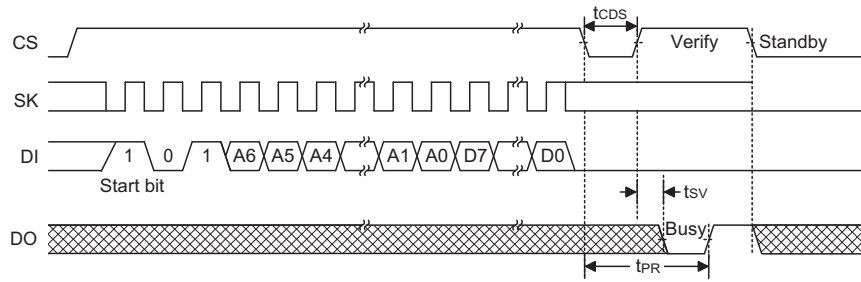 tCDS
CS Verify Standby
SK
DI 1 0 1 A6 A5 A4 A1 A0 D7 D0
Start bit
tSV
DO Busy
tPR